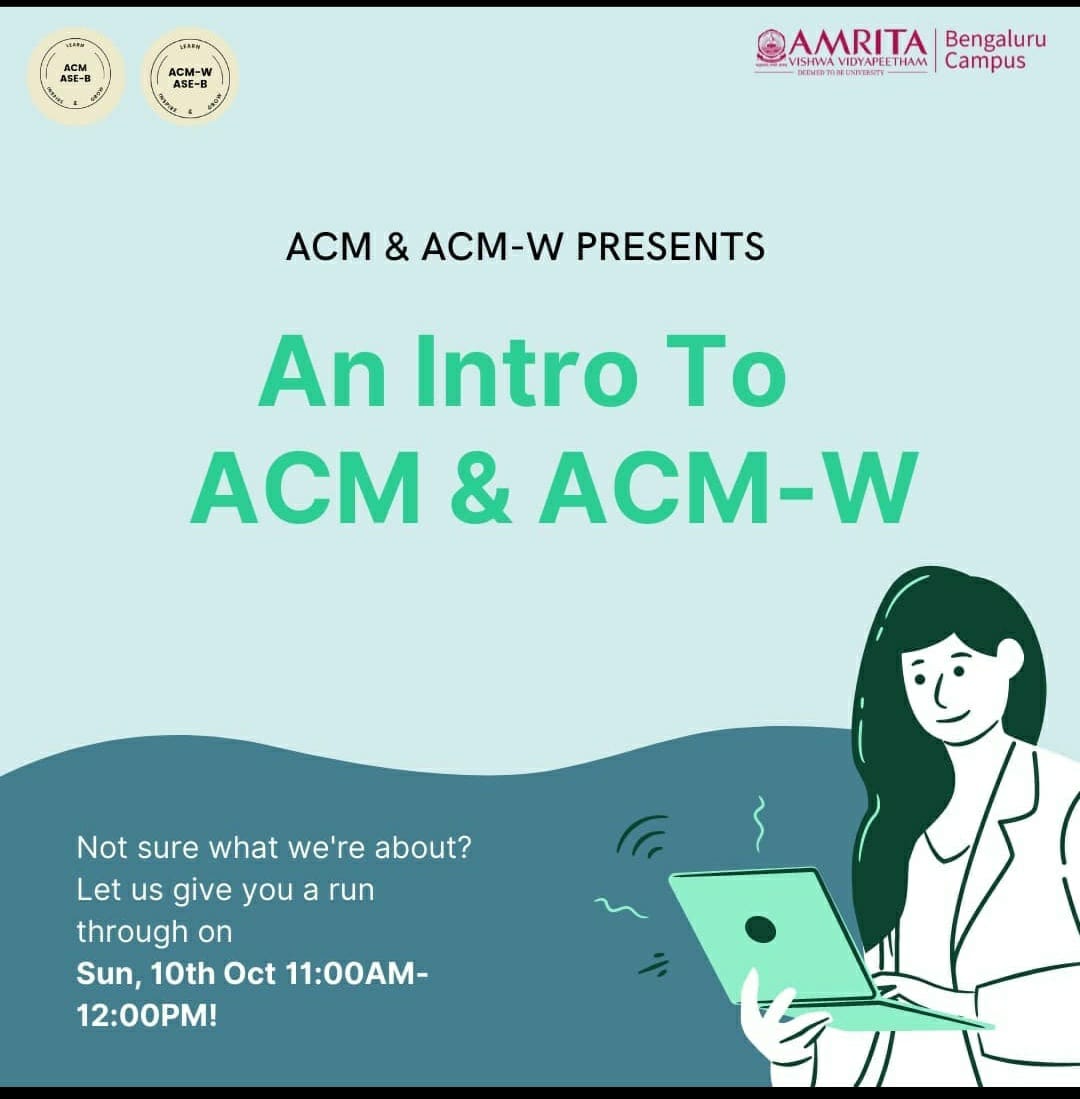 LEARN
ACM
ASE-B
INSPIRE & GROW
LEARN
ACM-W
ASE-B
INSPIRE & GROW
AMRITA
VISHWA VIDYAPEETHAM
DEEMED TO BE UNIVERSITY
Bengaluru
Campus
ACM & ACM-W PRESENTS
An Intro To
ACM & ACM-W
Not sure what we're about?
Let us give you a run
through on
Sun, 10th Oct 11:00AM-
12:00PM!